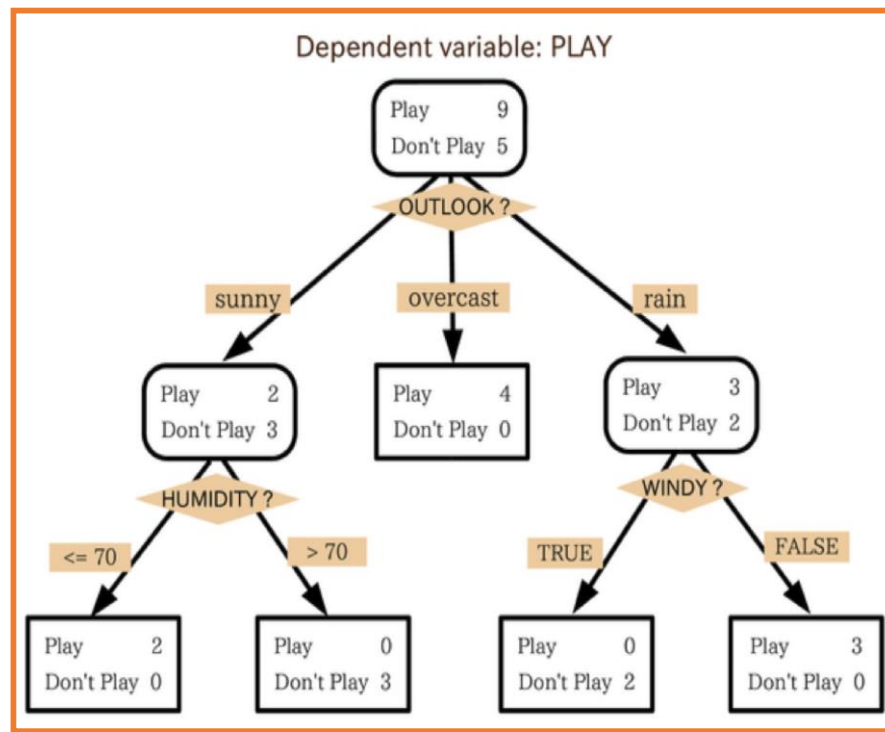 Dependent variable: PLAY
Play 9
Don't Play 5
OUTLOOK ?
sunny
overcast
rain
Play 2
Don't Play 3
Play 4
Don't Play 0
Play 3
Don't Play 2
HUMIDITY ?
WINDY ?
<= 70
> 70
TRUE
FALSE
Play 2
Don't Play 0
Play 0
Don't Play 3
Play 0
Don't Play 2
Play 3
Don't Play 0